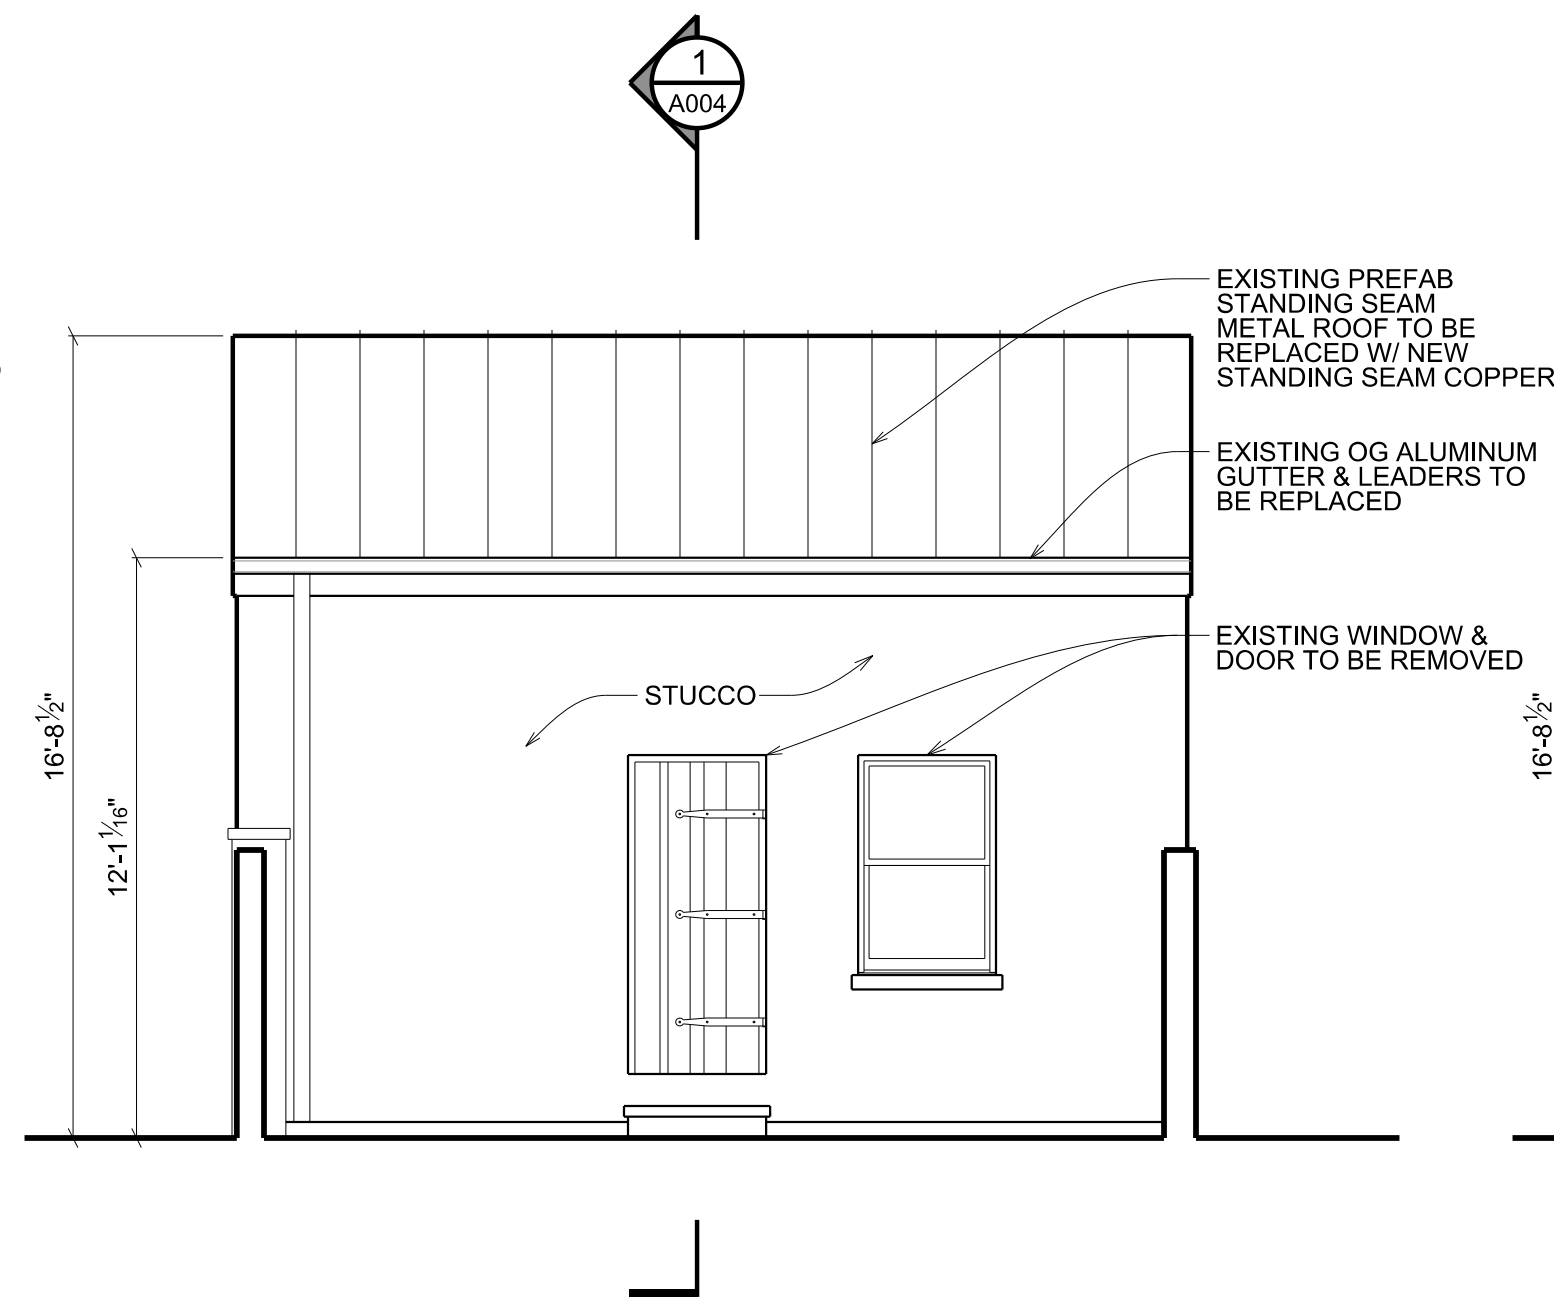 1
A004
EXISTING PREFAB
STANDING SEAM
METAL ROOF TO BE
REPLACED W/ NEW
STANDING SEAM COPPER
EXISTING OG ALUMINUM
GUTTER & LEADERS TO
BE REPLACED
EXISTING WINDOW &
DOOR TO BE REMOVED
STUCCO
16'-8½"
12'-1 1⁄16"
16'-8½"